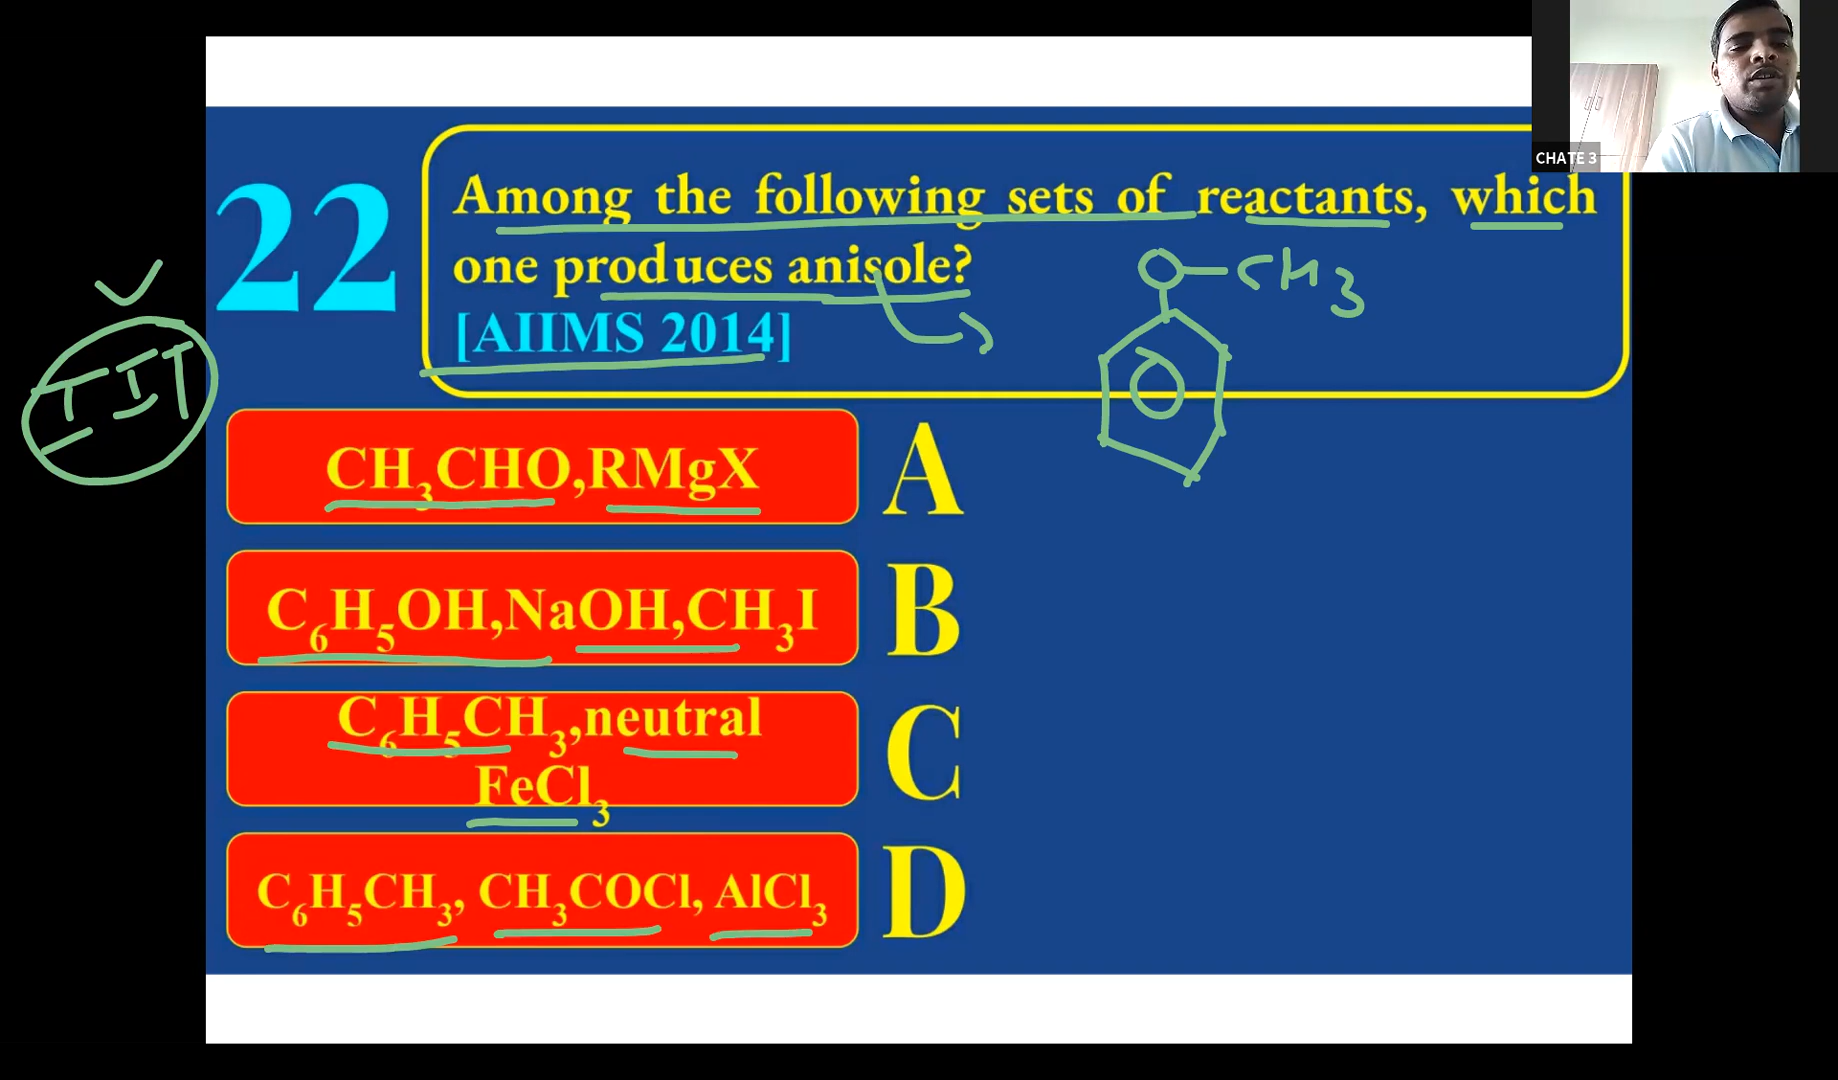 CHATE 3
22
Among the following sets of reactants, which
one produces anisole?
[AIIMS 2014]
O-CH3
III
CH₃CHO,RMgX
A
C₆H₅OH,NaOH,CH₃I
B
C₆H₅CH₃,neutral
FeCl₃
C
C₆H₅CH₃, CH₃COCl, AlCl₃
D